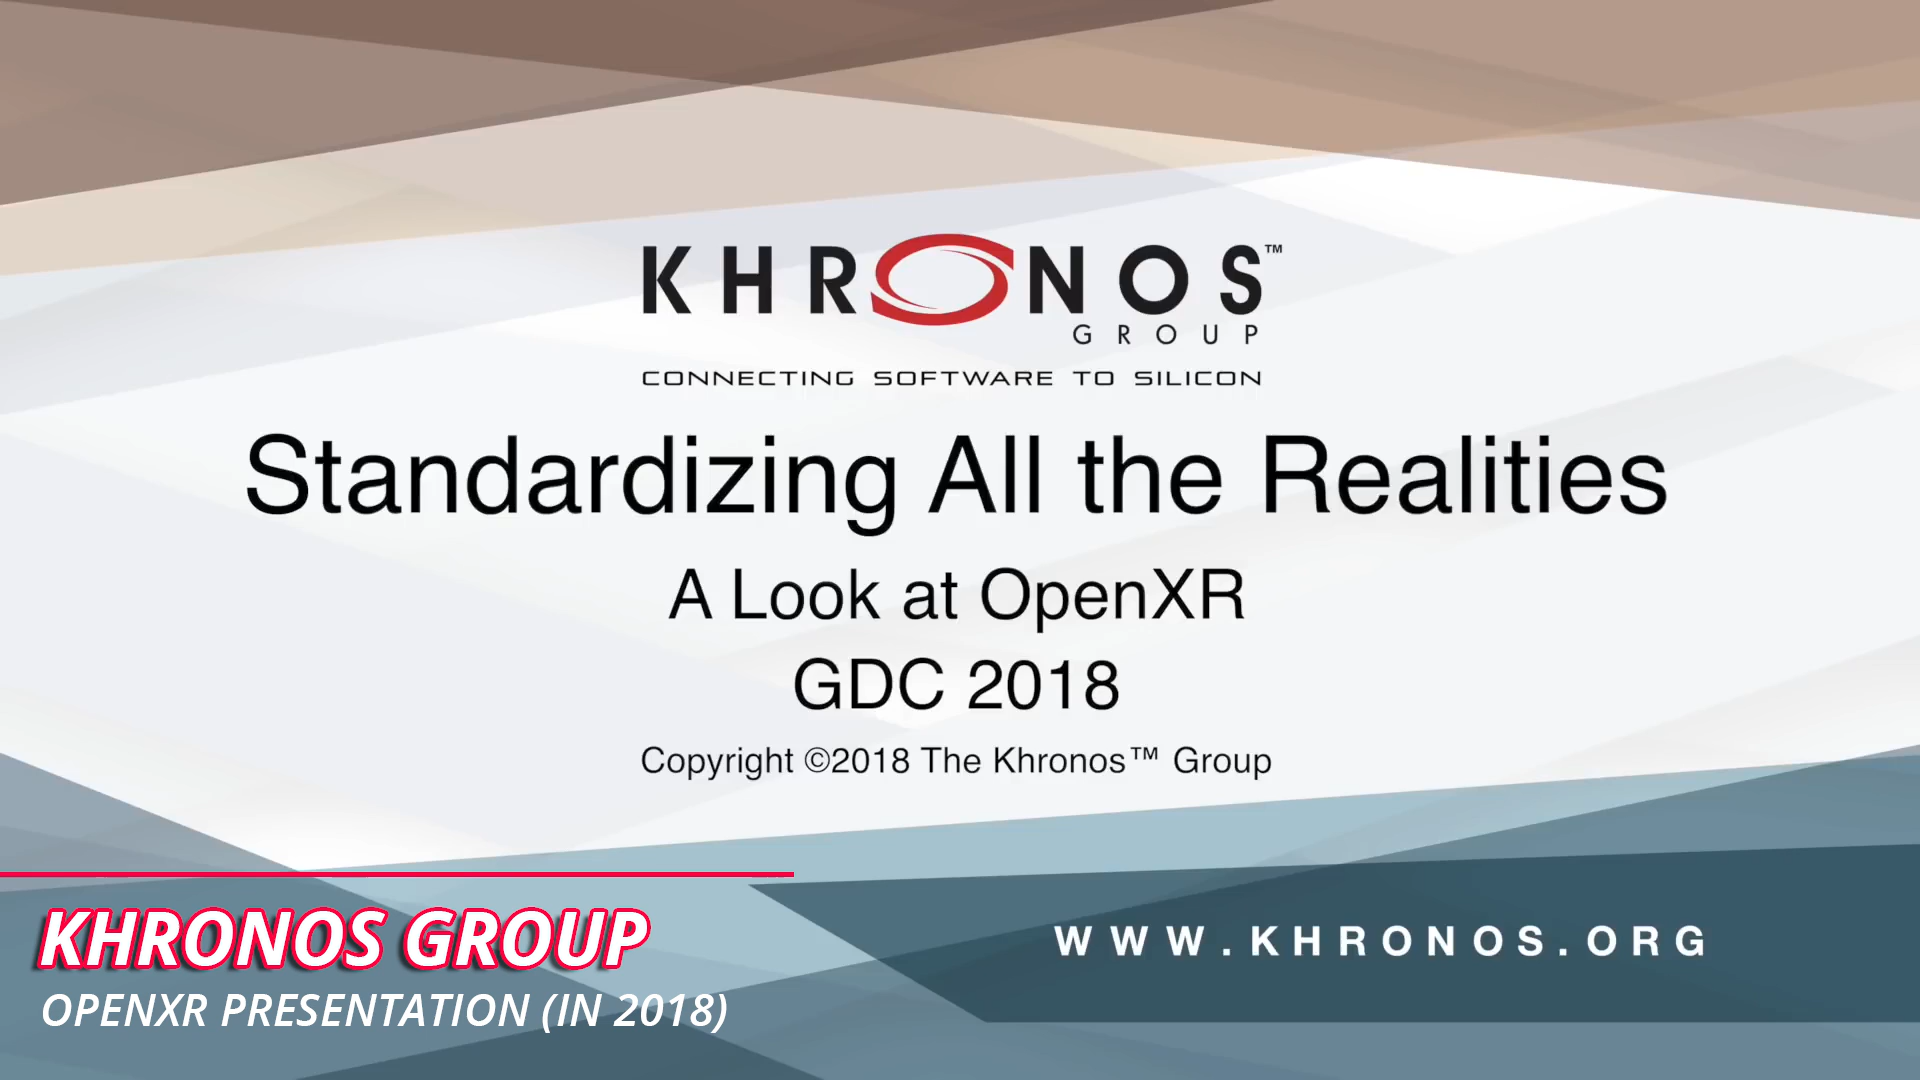 KHRONOS™
GROUP
CONNECTING SOFTWARE TO SILICON
Standardizing All the Realities
A Look at OpenXR
GDC 2018
Copyright ©2018 The Khronos™ Group
WWW.KHRONOS.ORG
KHRONOS GROUP
OPENXR PRESENTATION (IN 2018)